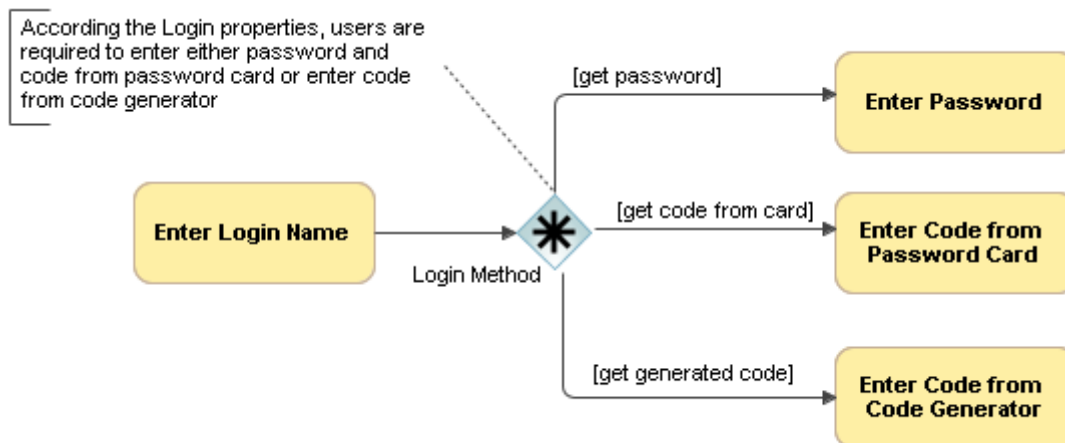 According the Login properties, users are
required to enter either password and
code from password card or enter code
from code generator
[get password]
Enter Password
Enter Login Name
Login Method
[get code from card]
Enter Code from
Password Card
[get generated code]
Enter Code from
Code Generator